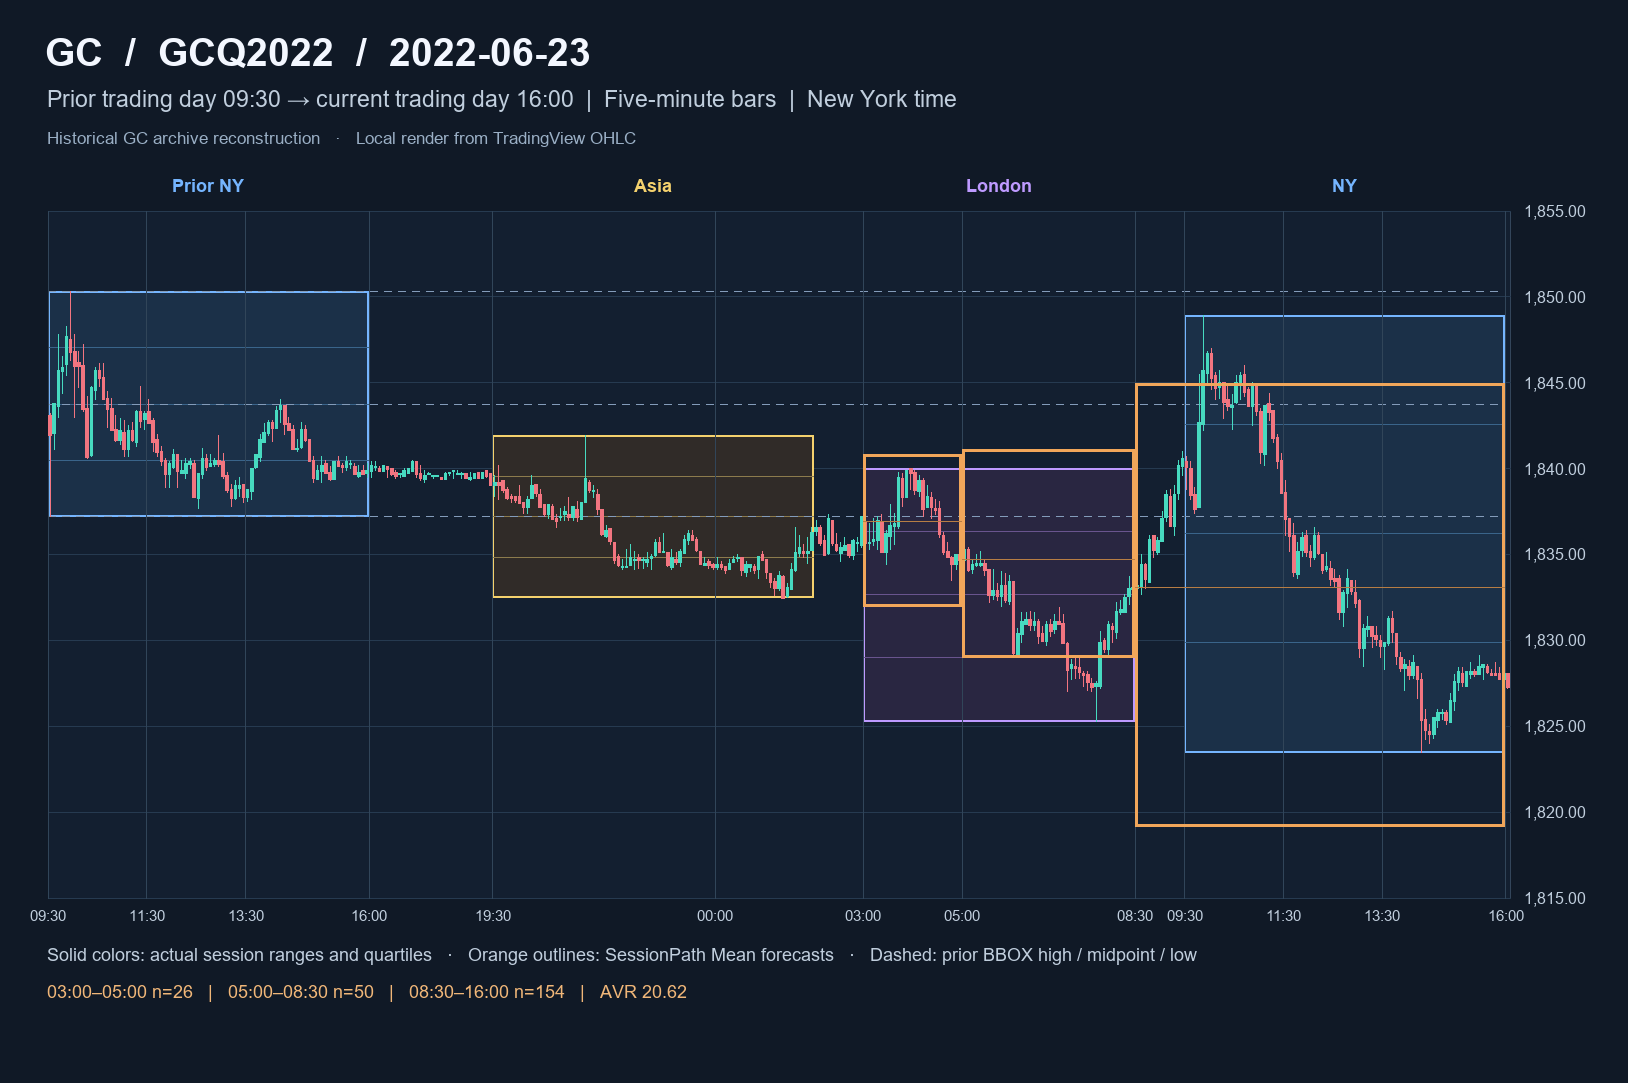 GC / GCQ2022 / 2022-06-23
Prior trading day 09:30 → current trading day 16:00 | Five-minute bars | New York time
Historical GC archive reconstruction · Local render from TradingView OHLC
Prior NY Asia London NY
1,855.00
1,850.00
1,845.00
1,840.00
1,835.00
1,830.00
1,825.00
1,820.00
1,815.00
09:30 11:30 13:30 16:00 19:30 00:00 03:00 05:00 08:30 09:30 11:30 13:30 16:00
Solid colors: actual session ranges and quartiles · Orange outlines: SessionPath Mean forecasts · Dashed: prior BBOX high / midpoint / low
03:00–05:00 n=26 | 05:00–08:30 n=50 | 08:30–16:00 n=154 | AVR 20.62